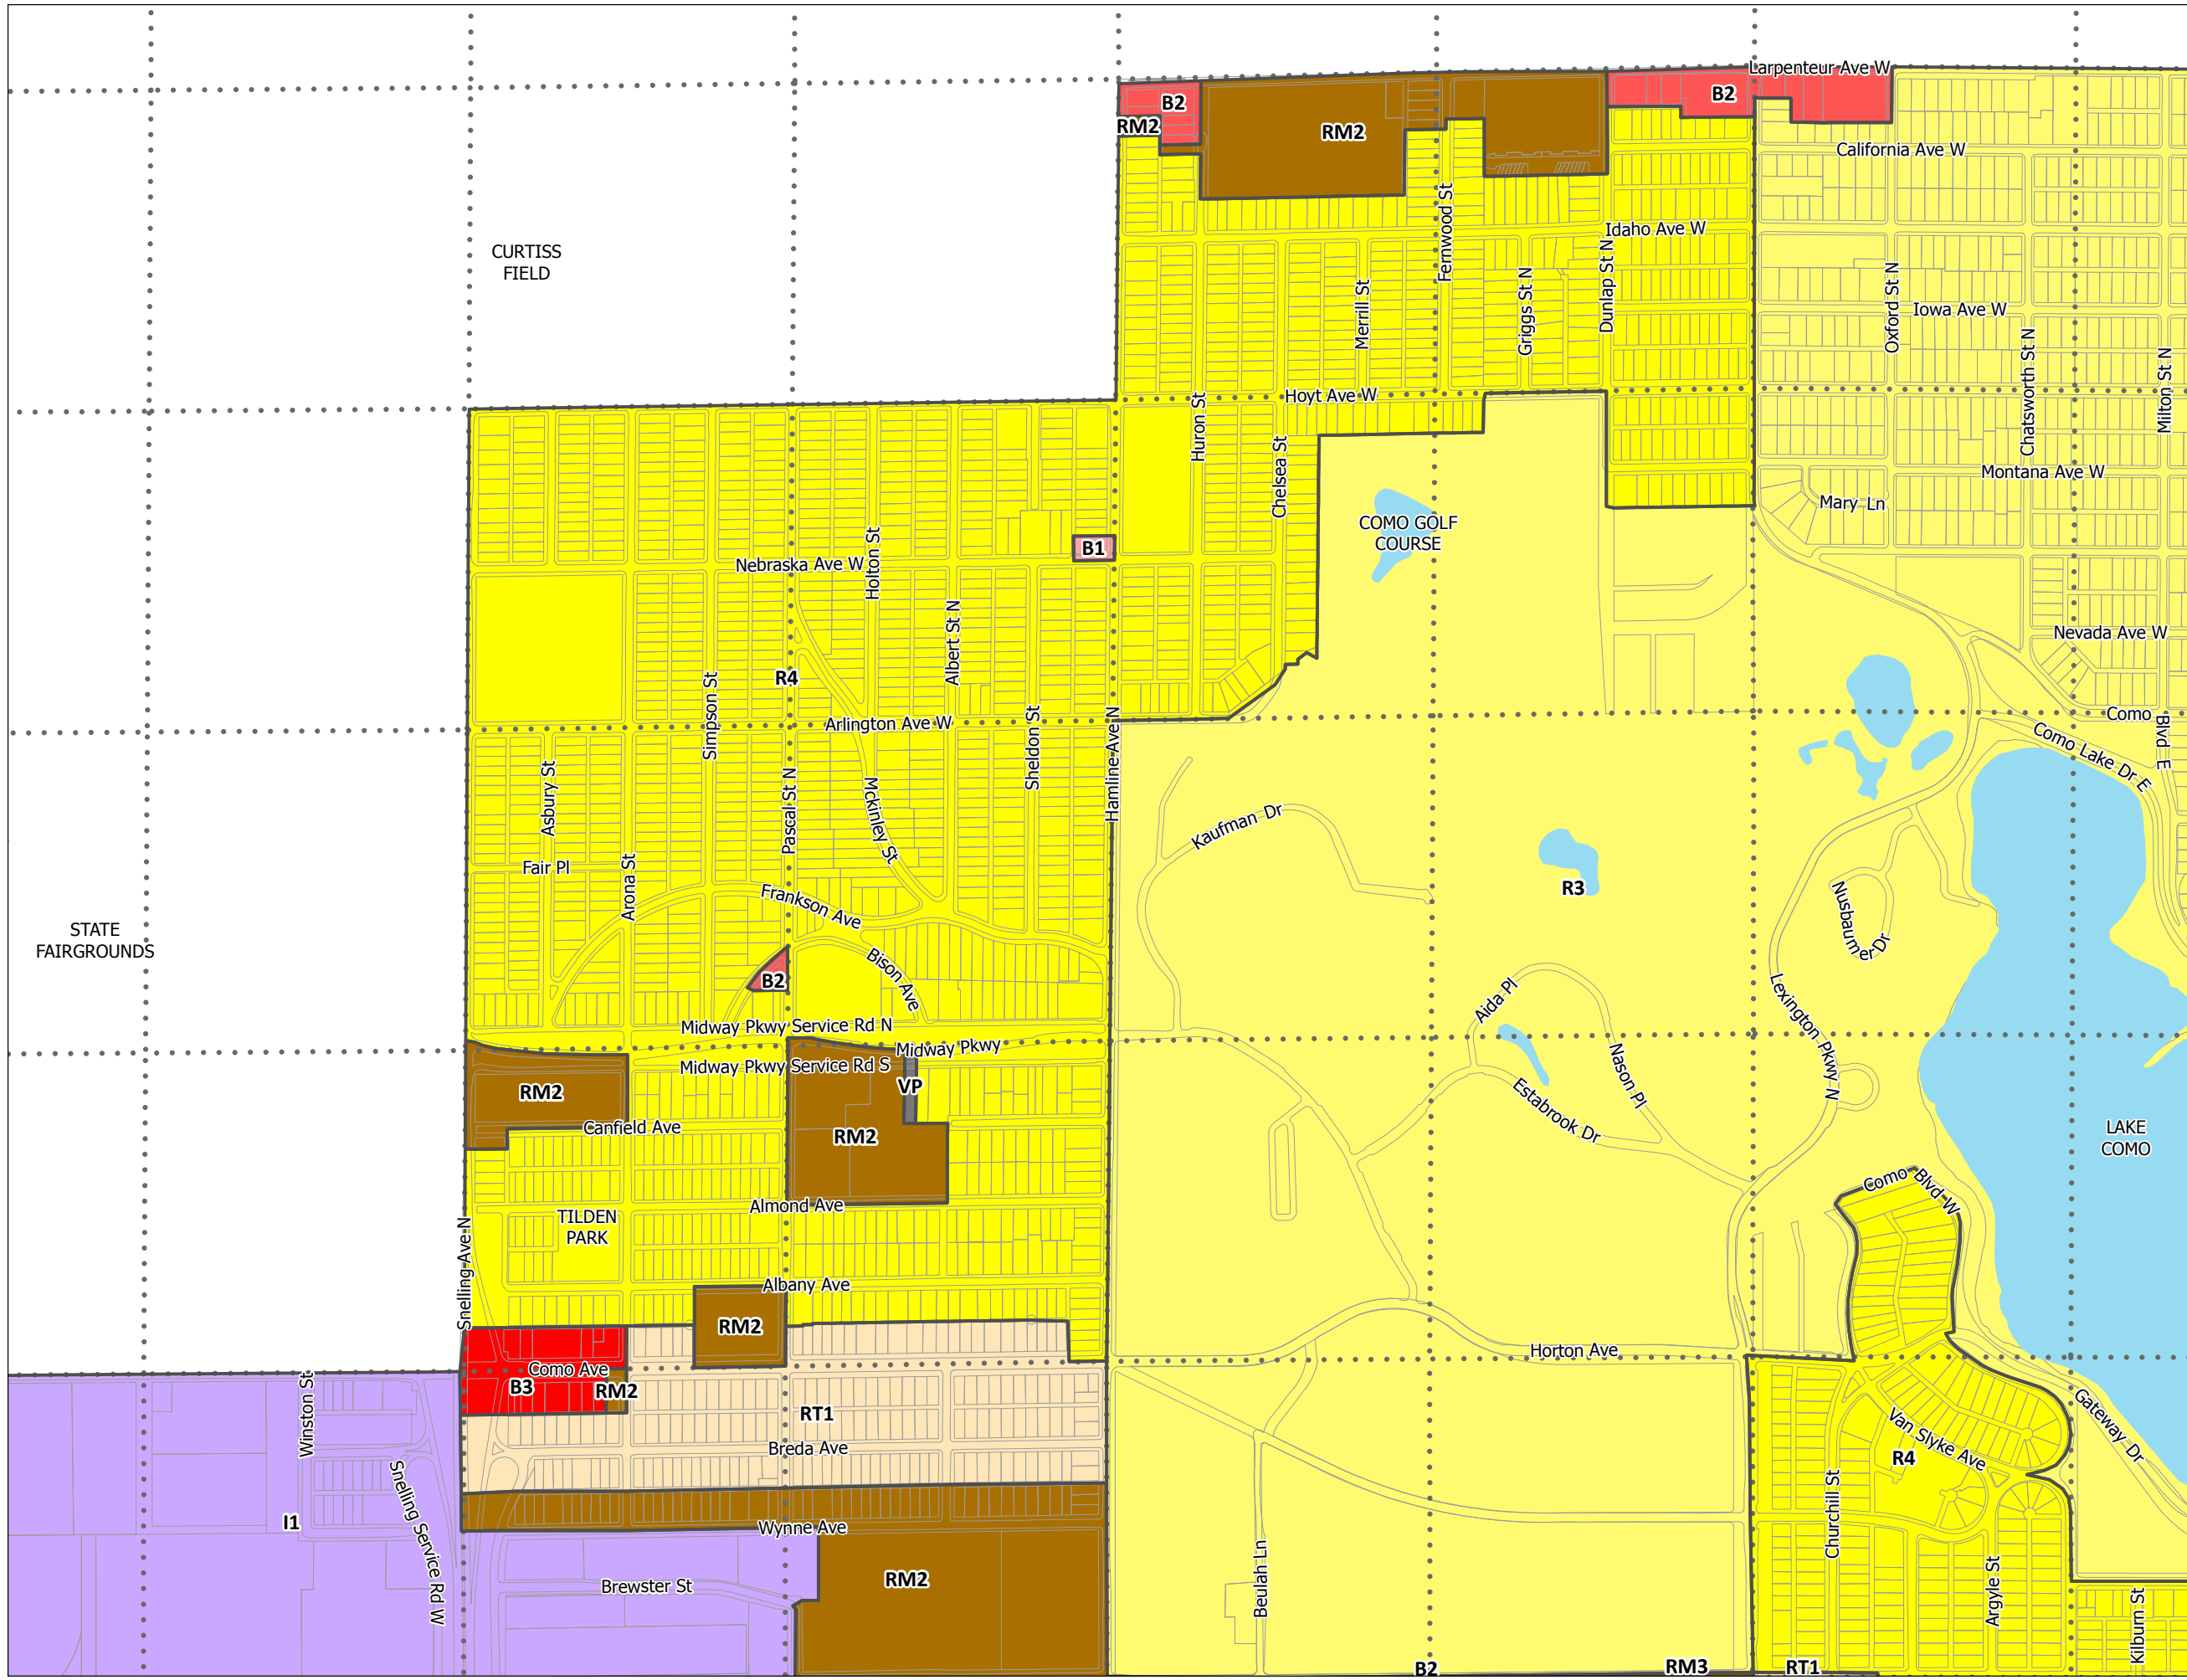 Larpenteur Ave W
B2
B2
RM2
RM2
California Ave W
Fernwood St
Idaho Ave W
CURTISS
FIELD
Dunlap St N
Griggs St N
Merrill St
Oxford St N
Iowa Ave W
Chatsworth St N
Milton St N
Hoyt Ave W
Huron St
Chelsea St
Montana Ave W
Mary Ln
COMO GOLF
COURSE
B1
Nebraska Ave W
Holton St
Albert St N
Nevada Ave W
R4
Simpson St
Arlington Ave W
Sheldon St
Hamline Ave N
Como
Blvd E
Como Lake Dr E
Asbury St
Pascal St N
Mckinley St
Kaufman Dr
Fair Pl
Arona St
Frankson Ave
R3
Nusbaumer Dr
STATE
FAIRGROUNDS
B2
Bison Ave
Aida Pl
Lexington Pkwy N
Midway Pkwy Service Rd N
Midway Pkwy
Midway Pkwy Service Rd S
VP
Nason Pl
RM2
Estabrook Dr
Canfield Ave
RM2
LAKE
COMO
Como Blvd W
Almond Ave
TILDEN
PARK
Snelling Ave N
Albany Ave
RM2
Horton Ave
Como Ave
B3
RM2
RT1
Winston St
Breda Ave
Gateway Dr
Van Slyke Ave
R4
Churchill St
Snelling Service Rd W
I1
Wynne Ave
RM2
Brewster St
Beulah Ln
Argyle St
Kilburn St
B2
RM3
RT1